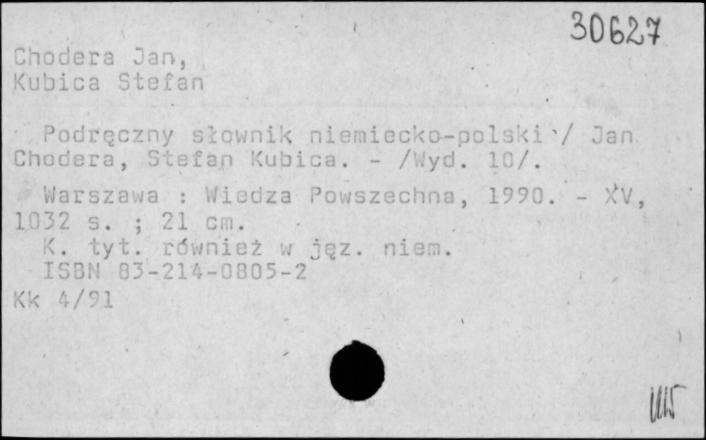 30627
Chodera Jan,
Kubica Stefan
Podręczny słownik niemiecko-polski / Jan
Chodera, Stefan Kubica. - /Wyd. 10/.
Warszawa : Wiedza Powszechna, 1990. - XV,
1032 s. ; 21 cm.
K. tyt. również w jęz. niem.
ISBN 83-214-0805-2
Kk 4/91